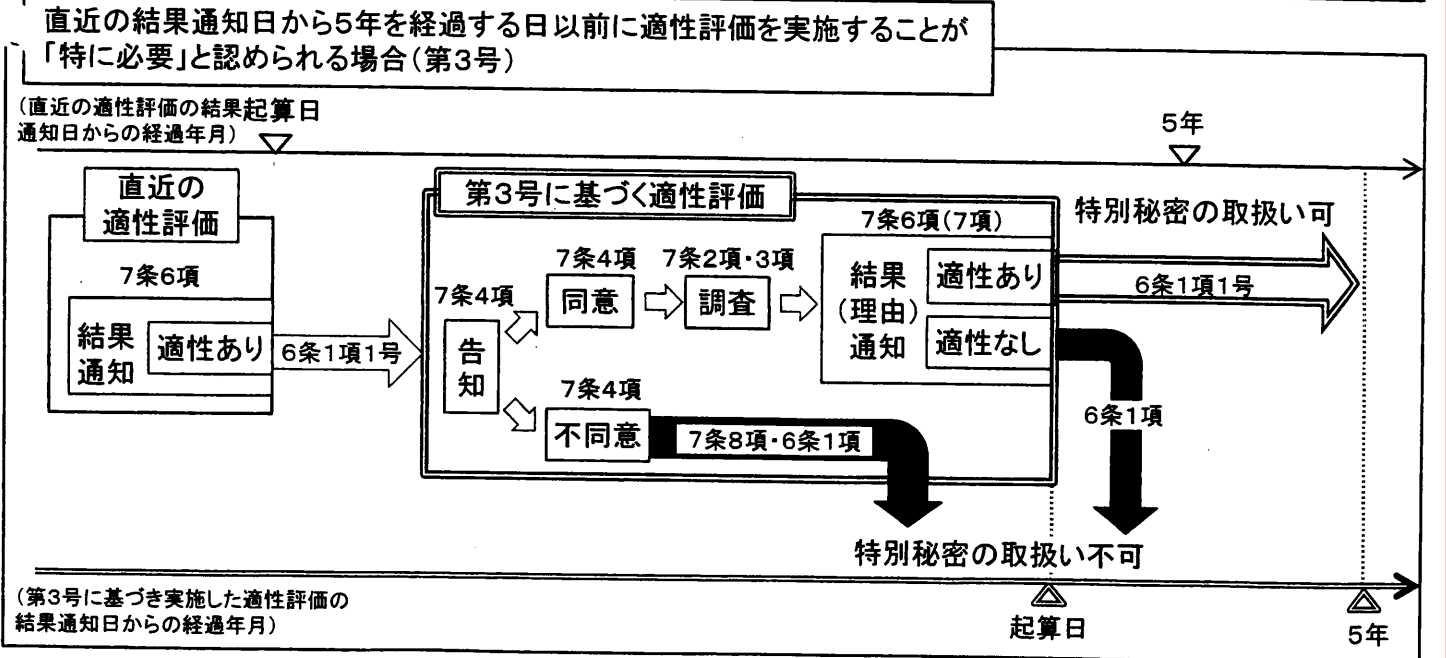 直近の結果通知日から5年を経過する日以前に適性評価を実施することが
「特に必要」と認められる場合(第3号)
(直近の適性評価の結果
通知日からの経過年月)
起算日
5年
直近の
適性評価
7条6項
結果
通知
適性あり
6条1項1号
第3号に基づく適性評価
7条4項
告
知
7条4項
同意
7条2項・3項
調査
7条6項(7項)
結果
(理由)
通知
適性あり
適性なし
特別秘密の取扱い可
6条1項1号
6条1項
7条4項
不同意
7条8項・6条1項
特別秘密の取扱い不可
(第3号に基づき実施した適性評価の
結果通知日からの経過年月)
起算日
5年